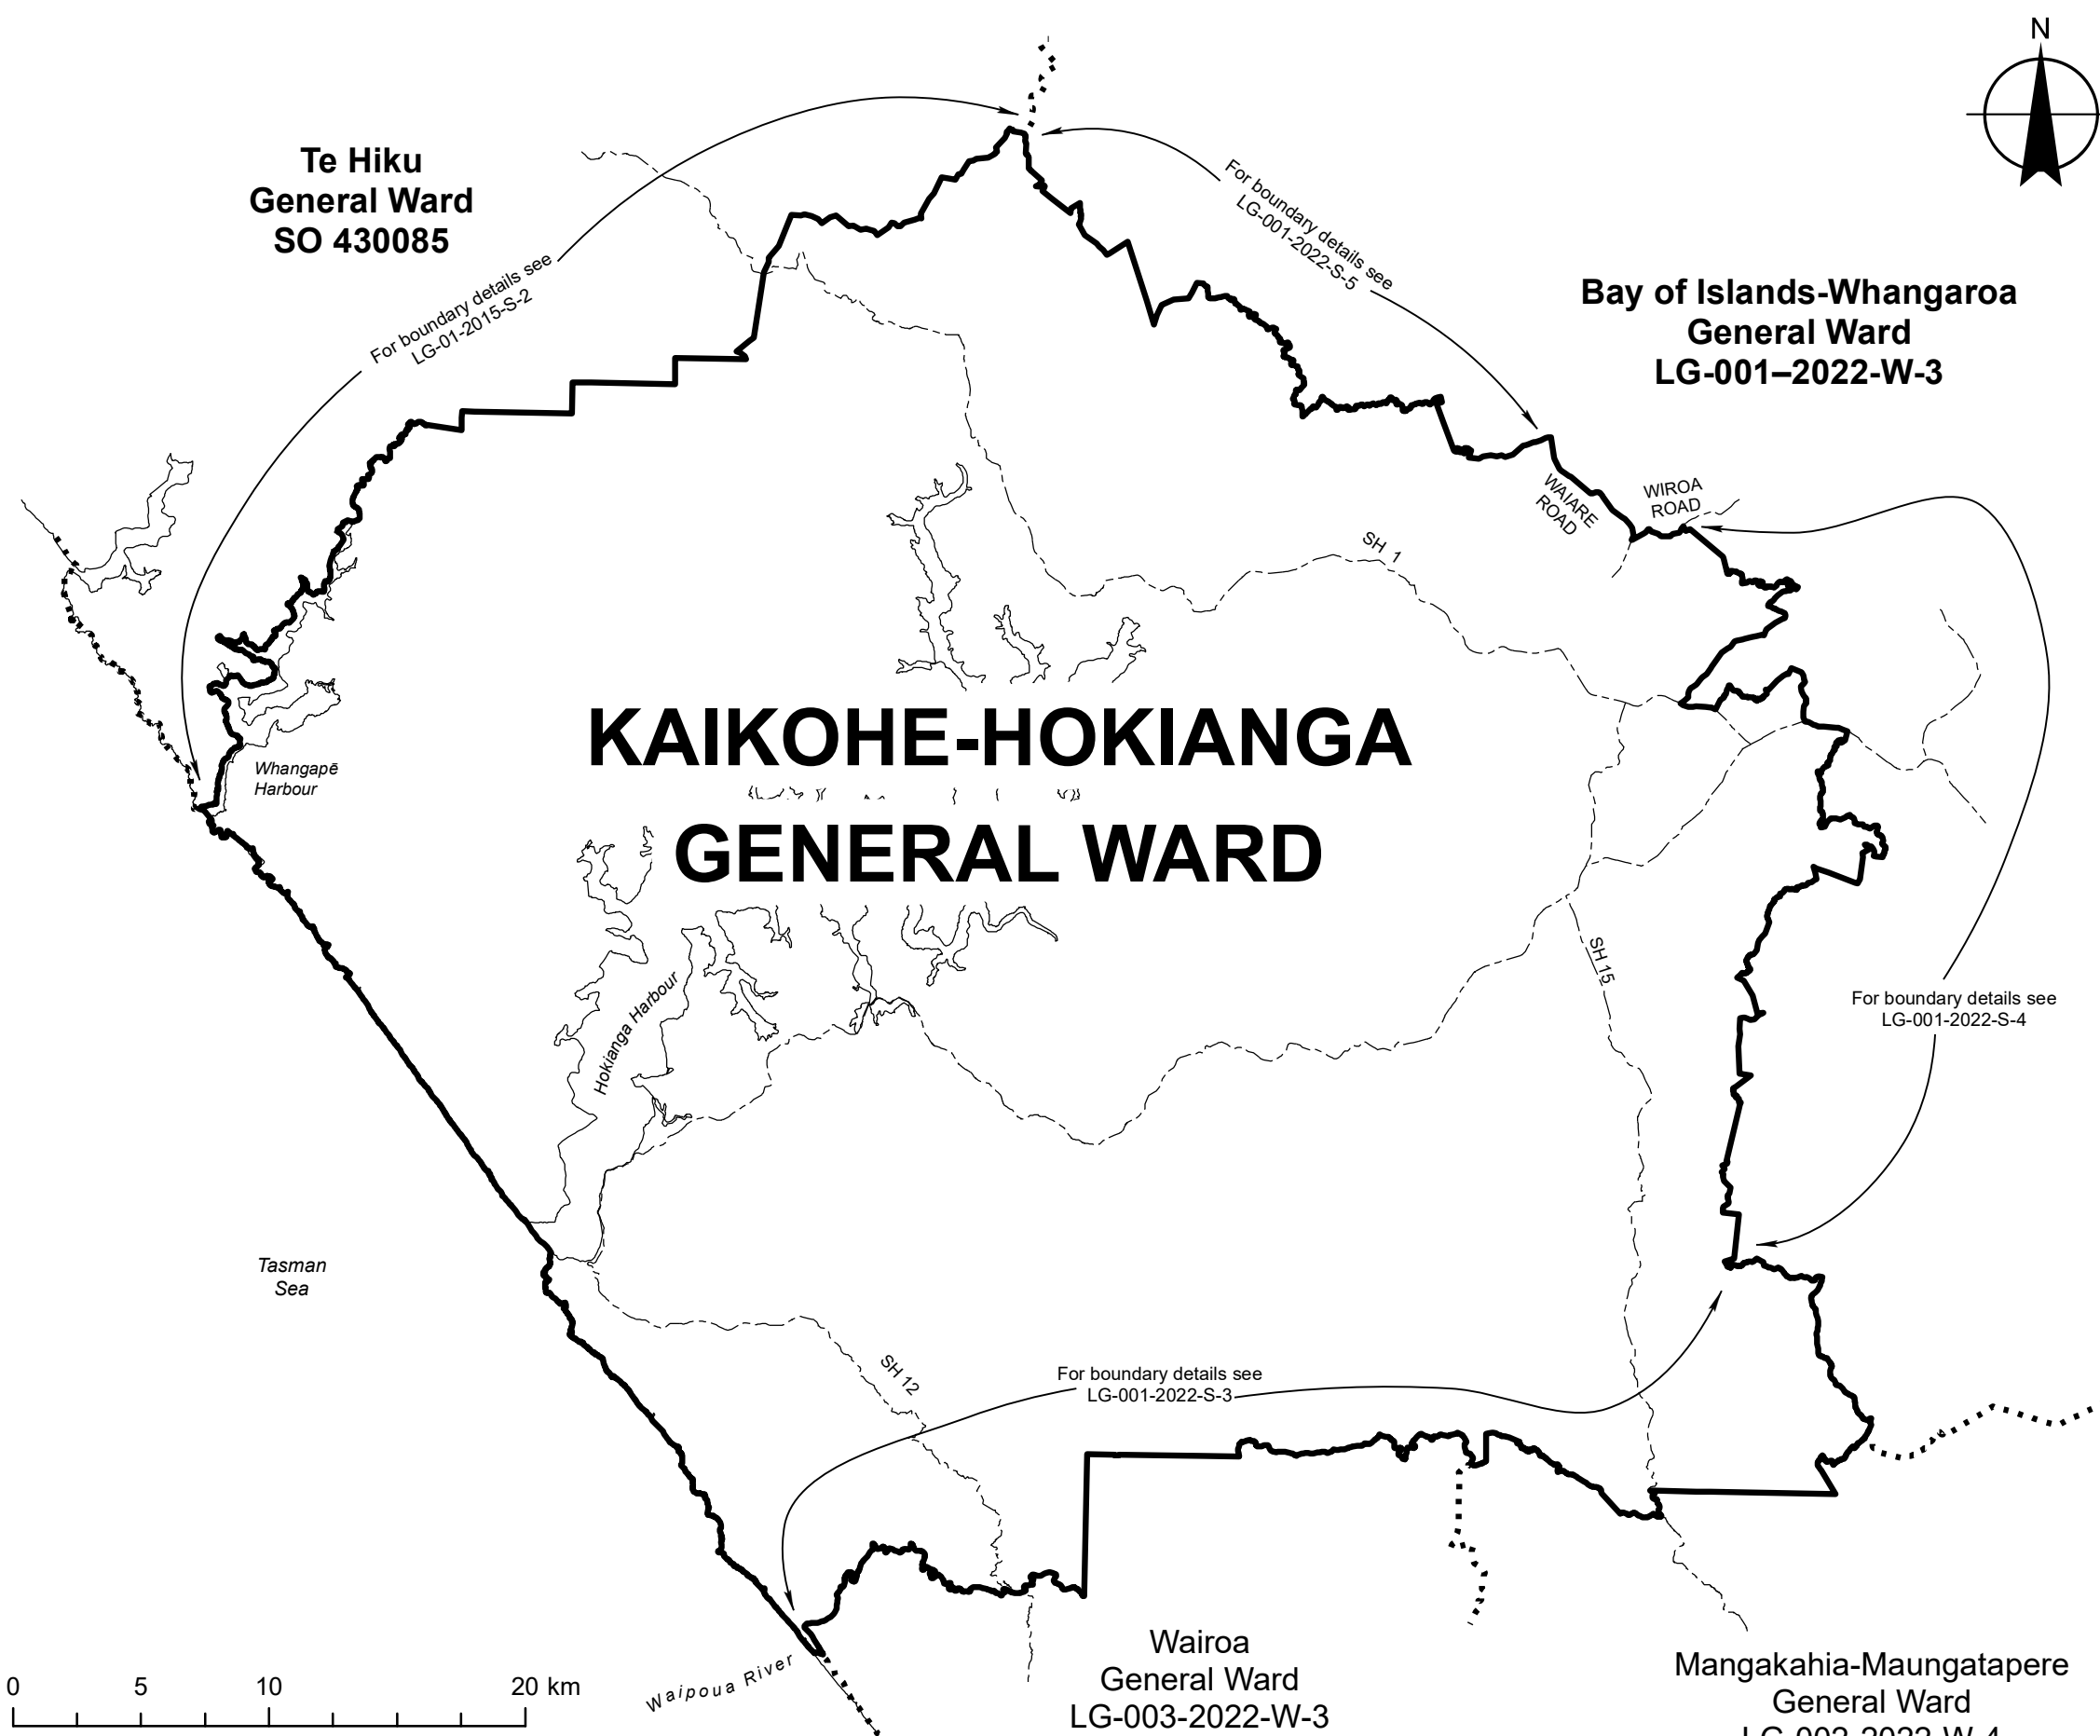 N
Te Hiku
General Ward
SO 430085
For boundary details see
LG-01-2015-S-2
For boundary details see
LG-001-2022-S-5
Bay of Islands-Whangaroa
General Ward
LG-001–2022-W-3
WAIARE
ROAD
WIROA
ROAD
SH 1
KAIKOHE-HOKIANGA
GENERAL WARD
Whangapē
Harbour
Hokianga Harbour
SH 15
For boundary details see
LG-001-2022-S-4
Tasman
Sea
SH 12
For boundary details see
LG-001-2022-S-3
Waipoua River
Wairoa
General Ward
LG-003-2022-W-3
Mangakahia-Maungatapere
General Ward
0 5 10 20 km